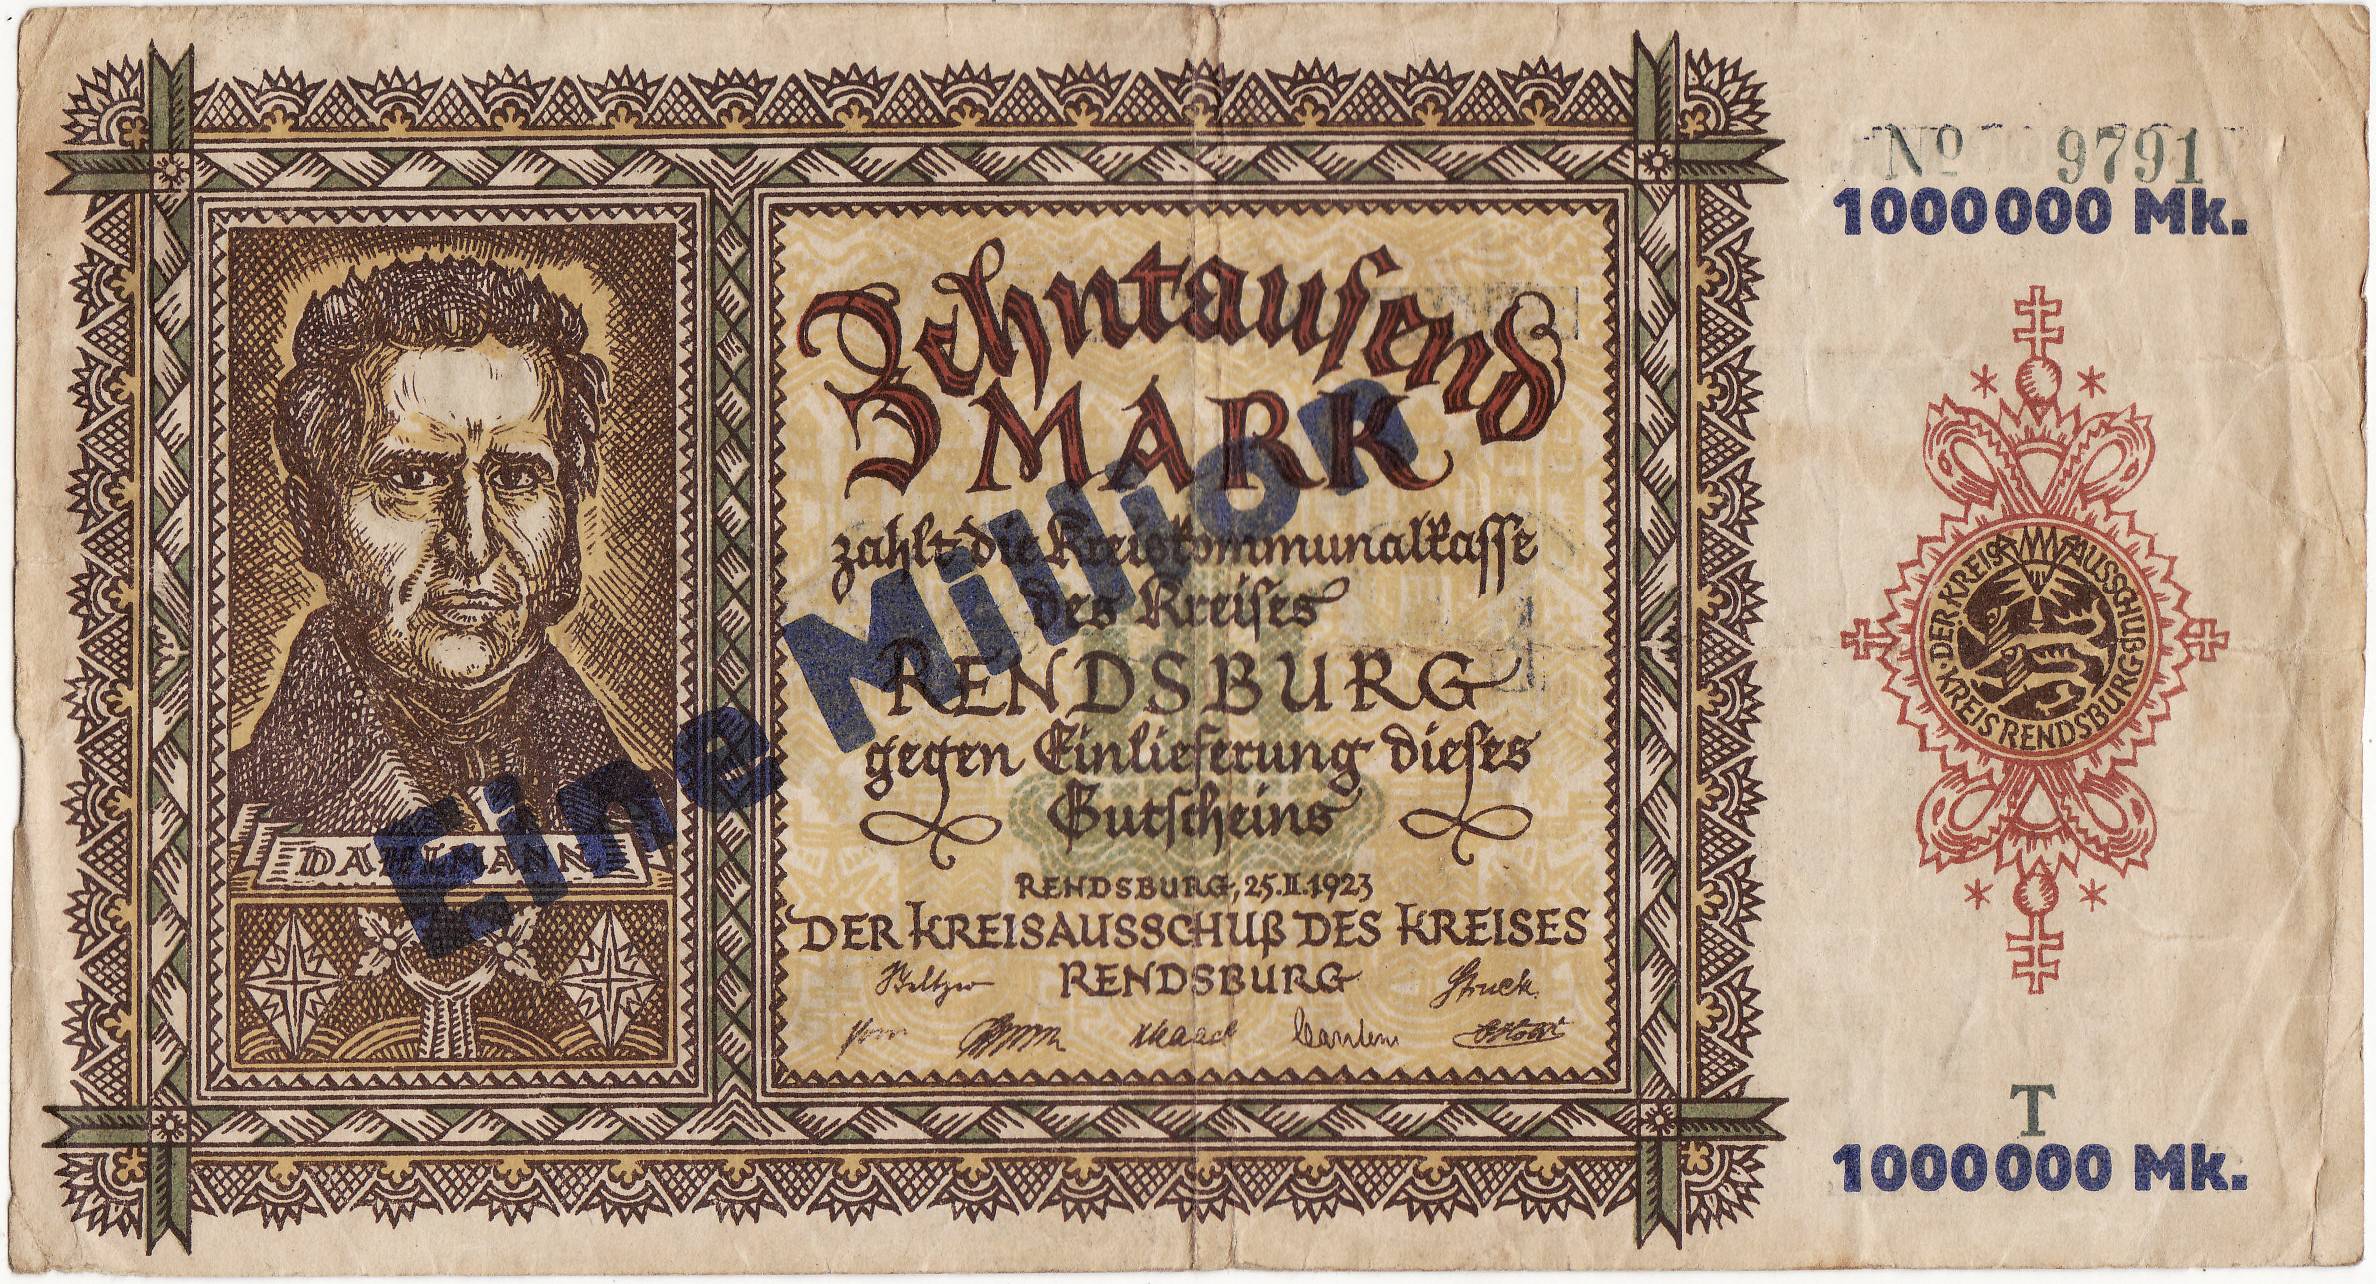 Nº 9791
1000000 Mk.
Zehntausend
MARK
Eine Million
zahlt die Kreiskommunalkasse
des Kreises
RENDSBURG
gegen Einlieferung dieses
Gutscheins
RENDSBURG, 25.II.1923
DER KREISAUSSCHUß DES KREISES
RENDSBURG
Struck
DAHLMANN
DER KREISAUSSCHUß
KREIS RENDSBURG
T
1000000 Mk.